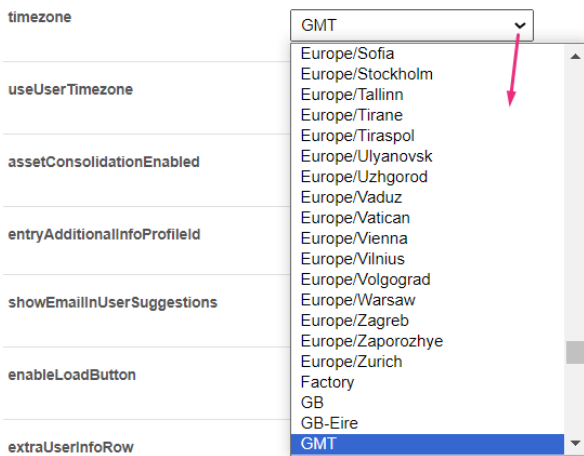 timezone
GMT
Europe/Sofia
Europe/Stockholm
useUserTimezone
Europe/Tallinn
Europe/Tirane
Europe/Tiraspol
Europe/Ulyanovsk
assetConsolidationEnabled
Europe/Uzhgorod
Europe/Vaduz
Europe/Vatican
entryAdditionalInfoProfileId
Europe/Vienna
Europe/Vilnius
Europe/Volgograd
showEmailInUserSuggestions
Europe/Warsaw
Europe/Zagreb
Europe/Zaporozhye
Europe/Zurich
enableLoadButton
Factory
GB
GB-Eire
extraUserInfoRow
GMT